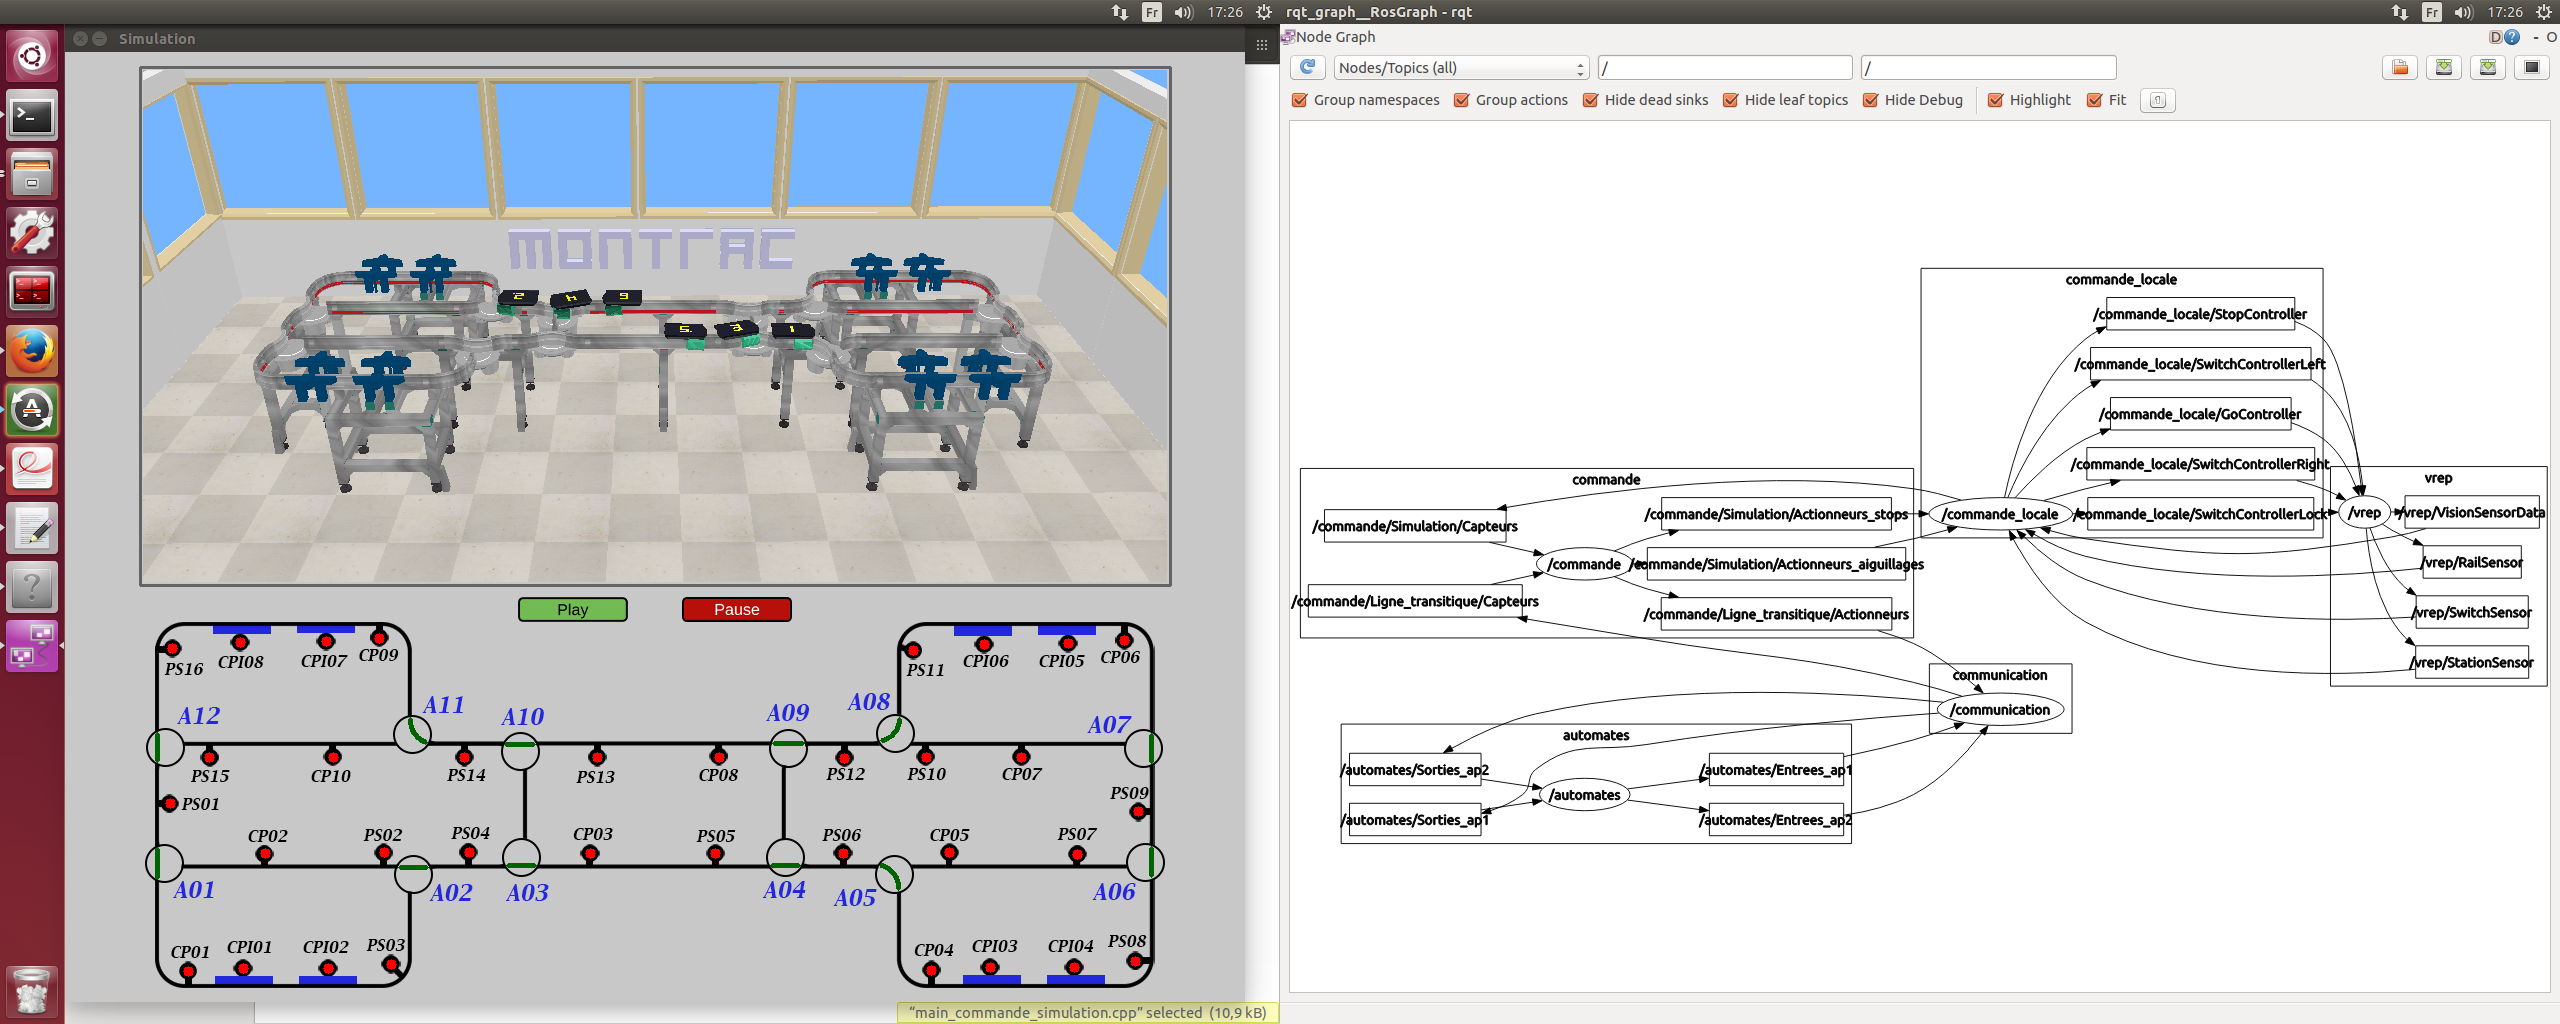 Fr 17:26
rqt_graph__RosGraph - rqt
Fr 17:26
Simulation
Node Graph
D ? - O
Nodes/Topics (all)
/
/
Group namespaces
Group actions
Hide dead sinks
Hide leaf topics
Hide Debug
Highlight
Fit
MONTRAC
2 4 6
5 3 1
Play
Pause
PS16
CPI08
CPI07
CP09
PS11
CPI06
CPI05
CP06
A12
A11
A10
A09
A08
A07
PS15
CP10
PS14
PS13
CP08
PS12
PS10
CP07
PS01
PS09
CP02
PS02
PS04
CP03
PS05
PS06
CP05
PS07
A01
A02
A03
A04
A05
A06
CP01
CPI01
CPI02
PS03
CP04
CPI03
CPI04
PS08
"main_commande_simulation.cpp" selected (10,9 kB)
commande_locale
/commande_locale/StopController
/commande_locale/SwitchControllerLeft
/commande_locale/GoController
/commande_locale/SwitchControllerRight
/commande_locale/SwitchControllerLock
/commande_locale
commande
/commande/Simulation/Capteurs
/commande/Simulation/Actionneurs_stops
/commande
/commande/Simulation/Actionneurs_aiguillages
/commande/Ligne_transitique/Capteurs
/commande/Ligne_transitique/Actionneurs
vrep
/vrep
/vrep/VisionSensorData
/vrep/RailSensor
/vrep/SwitchSensor
/vrep/StationSensor
communication
/communication
automates
/automates/Sorties_ap2
/automates/Entrees_ap1
/automates
/automates/Sorties_ap1
/automates/Entrees_ap2